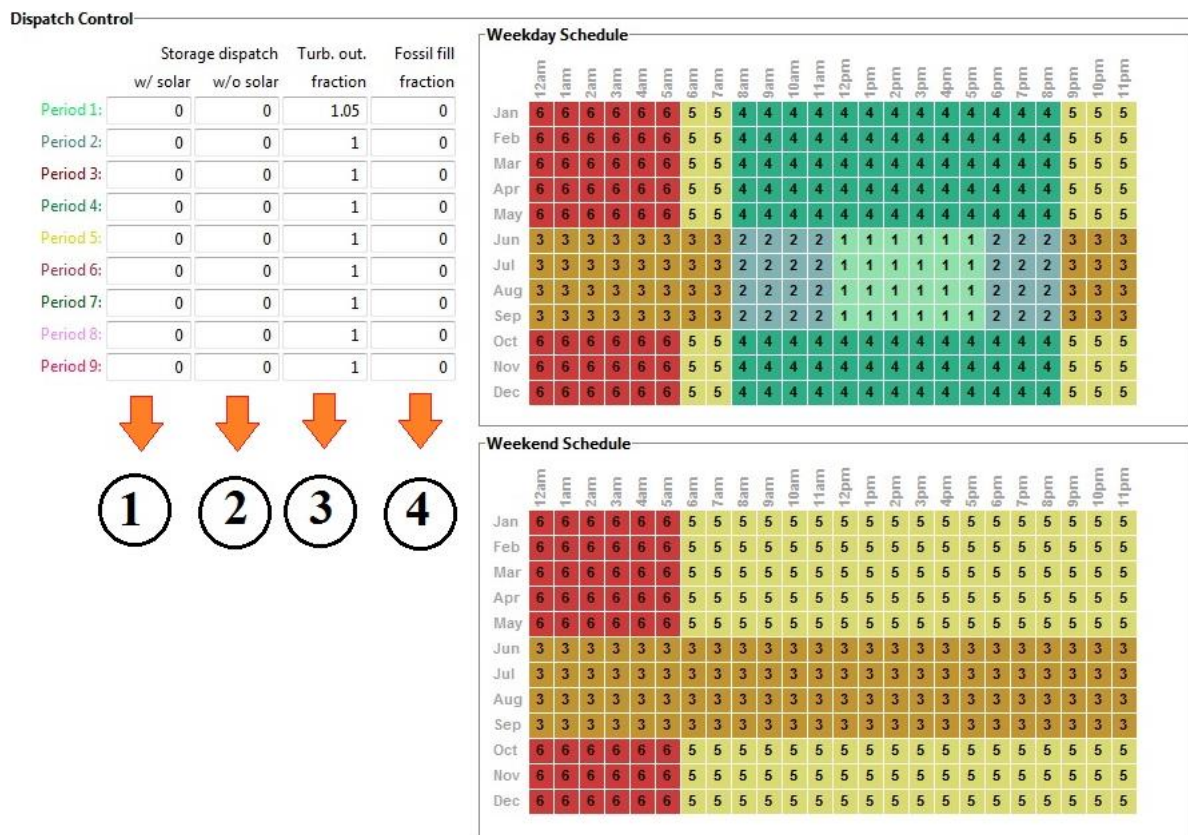 Dispatch Control
Storage dispatch Turb. out. Fossil fill
w/ solar w/o solar fraction fraction
Period 1: 0 0 1.05 0
Period 2: 0 0 1 0
Period 3: 0 0 1 0
Period 4: 0 0 1 0
Period 5: 0 0 1 0
Period 6: 0 0 1 0
Period 7: 0 0 1 0
Period 8: 0 0 1 0
Period 9: 0 0 1 0
1 2 3 4
Weekday Schedule
12am 1am 2am 3am 4am 5am 6am 7am 8am 9am 10am 11am 12pm 1pm 2pm 3pm 4pm 5pm 6pm 7pm 8pm 9pm 10pm 11pm
Jan 6 6 6 6 6 6 5 5 4 4 4 4 4 4 4 4 4 4 4 4 4 5 5 5
Feb 6 6 6 6 6 6 5 5 4 4 4 4 4 4 4 4 4 4 4 4 4 5 5 5
Mar 6 6 6 6 6 6 5 5 4 4 4 4 4 4 4 4 4 4 4 4 4 5 5 5
Apr 6 6 6 6 6 6 5 5 4 4 4 4 4 4 4 4 4 4 4 4 4 5 5 5
May 6 6 6 6 6 6 5 5 4 4 4 4 4 4 4 4 4 4 4 4 4 5 5 5
Jun 3 3 3 3 3 3 3 3 2 2 2 2 1 1 1 1 1 1 2 2 2 3 3 3
Jul 3 3 3 3 3 3 3 3 2 2 2 2 1 1 1 1 1 1 2 2 2 3 3 3
Aug 3 3 3 3 3 3 3 3 2 2 2 2 1 1 1 1 1 1 2 2 2 3 3 3
Sep 3 3 3 3 3 3 3 3 2 2 2 2 1 1 1 1 1 1 2 2 2 3 3 3
Oct 6 6 6 6 6 6 5 5 4 4 4 4 4 4 4 4 4 4 4 4 4 5 5 5
Nov 6 6 6 6 6 6 5 5 4 4 4 4 4 4 4 4 4 4 4 4 4 5 5 5
Dec 6 6 6 6 6 6 5 5 4 4 4 4 4 4 4 4 4 4 4 4 4 5 5 5
Weekend Schedule
12am 1am 2am 3am 4am 5am 6am 7am 8am 9am 10am 11am 12pm 1pm 2pm 3pm 4pm 5pm 6pm 7pm 8pm 9pm 10pm 11pm
Jan 6 6 6 6 6 6 5 5 5 5 5 5 5 5 5 5 5 5 5 5 5 5 5 5
Feb 6 6 6 6 6 6 5 5 5 5 5 5 5 5 5 5 5 5 5 5 5 5 5 5
Mar 6 6 6 6 6 6 5 5 5 5 5 5 5 5 5 5 5 5 5 5 5 5 5 5
Apr 6 6 6 6 6 6 5 5 5 5 5 5 5 5 5 5 5 5 5 5 5 5 5 5
May 6 6 6 6 6 6 5 5 5 5 5 5 5 5 5 5 5 5 5 5 5 5 5 5
Jun 3 3 3 3 3 3 3 3 3 3 3 3 3 3 3 3 3 3 3 3 3 3 3 3
Jul 3 3 3 3 3 3 3 3 3 3 3 3 3 3 3 3 3 3 3 3 3 3 3 3
Aug 3 3 3 3 3 3 3 3 3 3 3 3 3 3 3 3 3 3 3 3 3 3 3 3
Sep 3 3 3 3 3 3 3 3 3 3 3 3 3 3 3 3 3 3 3 3 3 3 3 3
Oct 6 6 6 6 6 6 5 5 5 5 5 5 5 5 5 5 5 5 5 5 5 5 5 5
Nov 6 6 6 6 6 6 5 5 5 5 5 5 5 5 5 5 5 5 5 5 5 5 5 5
Dec 6 6 6 6 6 6 5 5 5 5 5 5 5 5 5 5 5 5 5 5 5 5 5 5